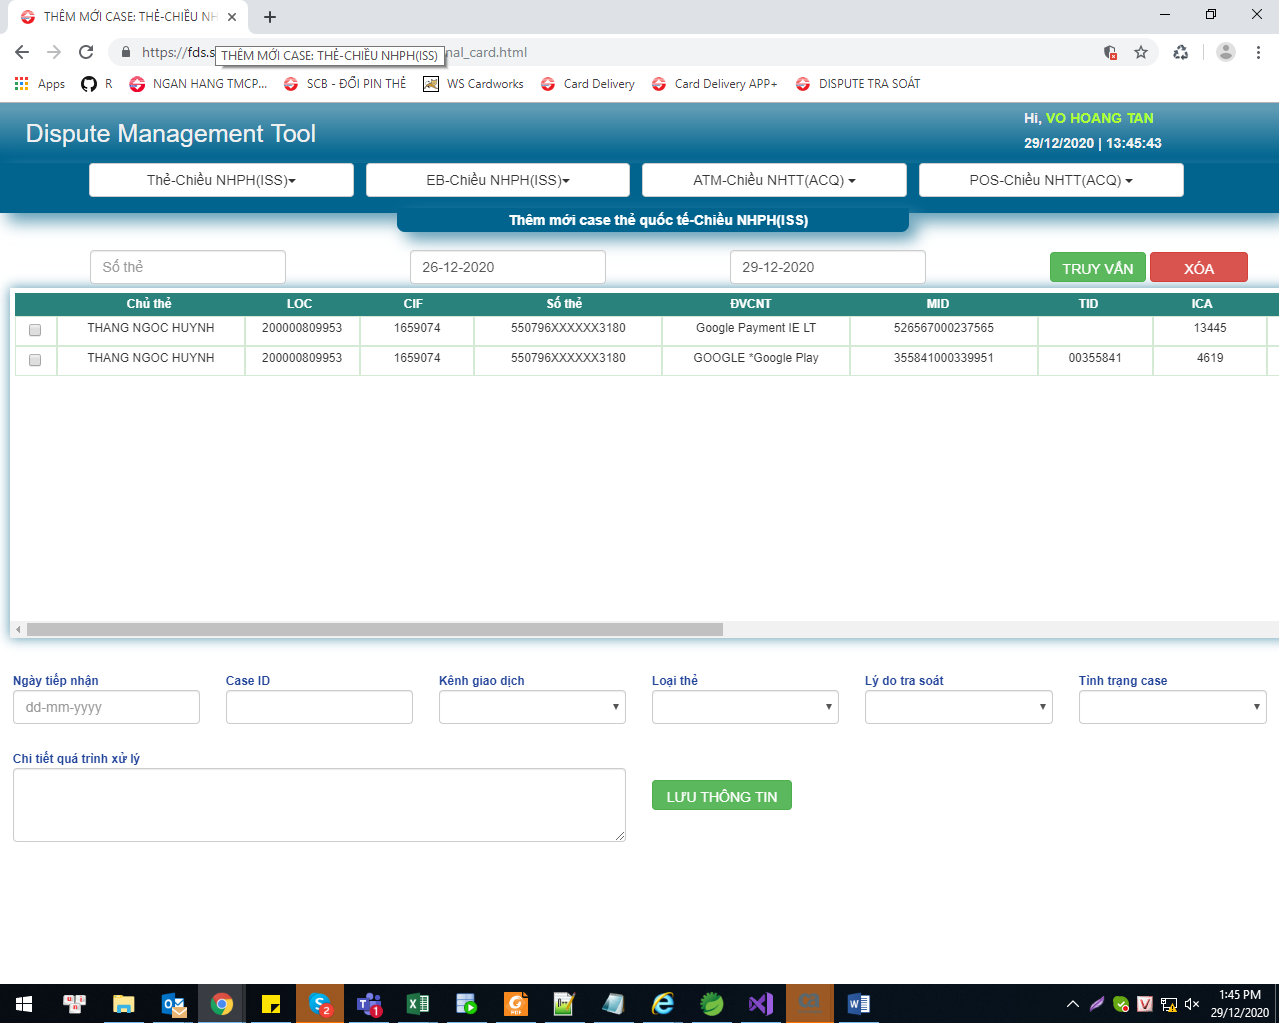 THÊM MỚI CASE: THẺ-CHIỀU NH
https://fds.s
nal_card.html
THÊM MỚI CASE: THẺ-CHIỀU NHPH(ISS)
Apps
R
NGAN HANG TMCP...
SCB - ĐỔI PIN THẺ
WS Cardworks
Card Delivery
Card Delivery APP+
DISPUTE TRA SOÁT
Dispute Management Tool
Hi, VO HOANG TAN
29/12/2020 | 13:45:43
Thẻ-Chiều NHPH(ISS)
EB-Chiều NHPH(ISS)
ATM-Chiều NHTT(ACQ)
POS-Chiều NHTT(ACQ)
Thêm mới case thẻ quốc tế-Chiều NHPH(ISS)
Số thẻ
26-12-2020
29-12-2020
TRUY VẤN
XÓA
Chủ thẻ LOC CIF Số thẻ ĐVCNT MID TID ICA
THANG NGOC HUYNH 200000809953 1659074 550796XXXXXX3180 Google Payment IE LT 526567000237565 13445
THANG NGOC HUYNH 200000809953 1659074 550796XXXXXX3180 GOOGLE *Google Play 355841000339951 00355841 4619
Ngày tiếp nhận
Case ID
Kênh giao dịch
Loại thẻ
Lý do tra soát
Tình trạng case
dd-mm-yyyy
Chi tiết quá trình xử lý
LƯU THÔNG TIN
1:45 PM
29/12/2020